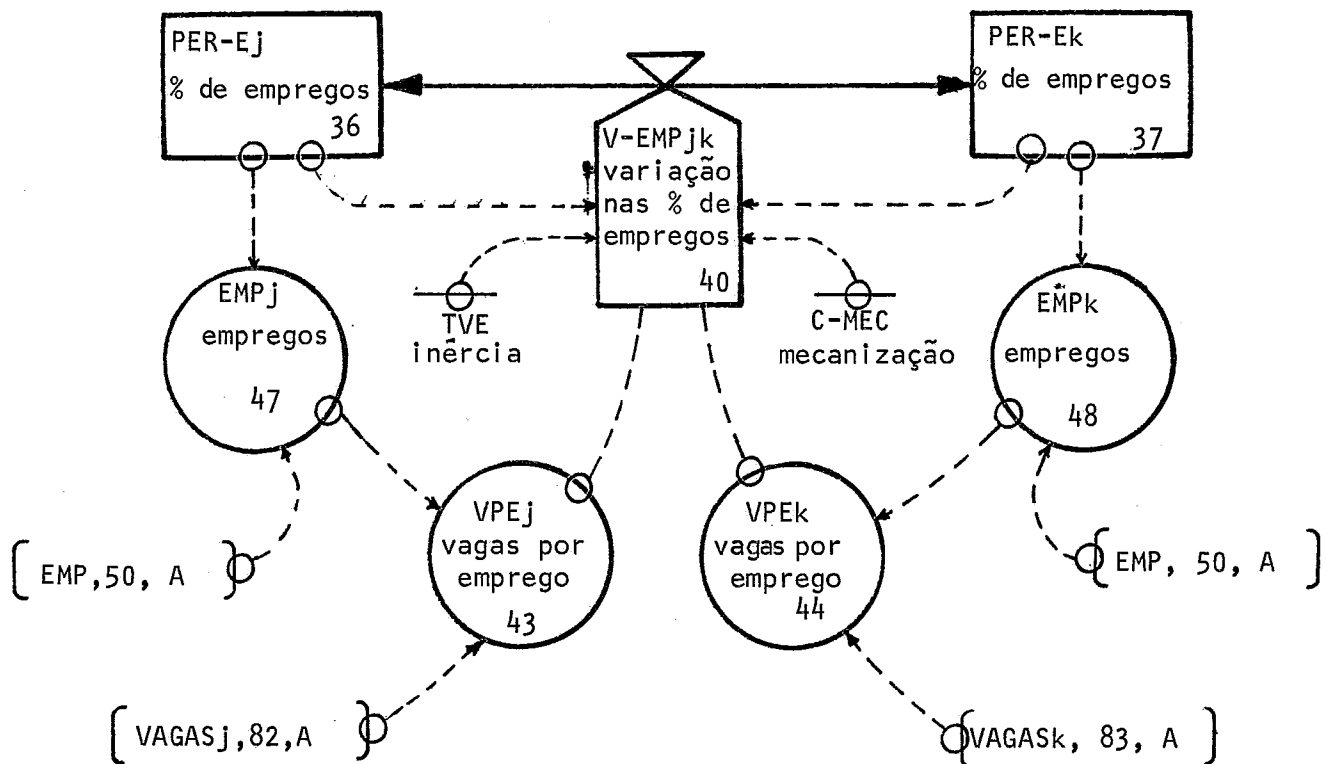 PER-Ej
% de empregos
36
PER-Ek
% de empregos
37
V-EMPjk
variação
nas % de
empregos
40
EMPj
empregos
47
TVE
inércia
C-MEC
mecanização
EMPk
empregos
48
VPEj
vagas por
emprego
43
VPEk
vagas por
emprego
44
[EMP,50, A]
[EMP, 50, A]
[VAGASj,82,A]
[VAGASk, 83, A]